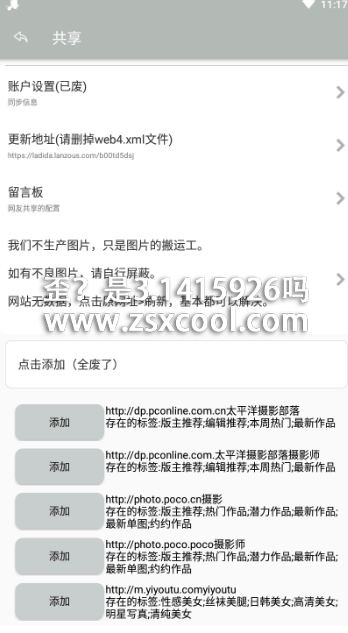 11:17
共享
账户设置(已废)
同步信息
更新地址(请删掉web4.xml文件)
https://ladida.lanzous.com/b00td5dsj
留言板
网友共享的配置
我们不生产图片，只是图片的搬运工。
如有不良图片，请自行屏蔽。
歪？是3.1415926吗
网站无数据，点击原网址>刷新，基本都可以解决。
www.zsxcool.com
点击添加（全废了）
添加
http://dp.pconline.com.cn太平洋摄影部落
存在的标签:版主推荐;编辑推荐;本周热门;最新作品
添加
http://dp.pconline.com.太平洋摄影部落摄影师
存在的标签:版主推荐;编辑推荐;本周热门;最新作品
添加
http://photo.poco.cn摄影
存在的标签:版主推荐;热门作品;潜力作品;最新作品;
最新单图;约约作品
添加
http://photo.poco.poco摄影师
存在的标签:版主推荐;热门作品;潜力作品;最新作品;
最新单图;约约作品
添加
http://m.yiyoutu.comyiyoutu
存在的标签:性感美女;丝袜美腿;日韩美女;高清美女;
明星写真;清纯美女